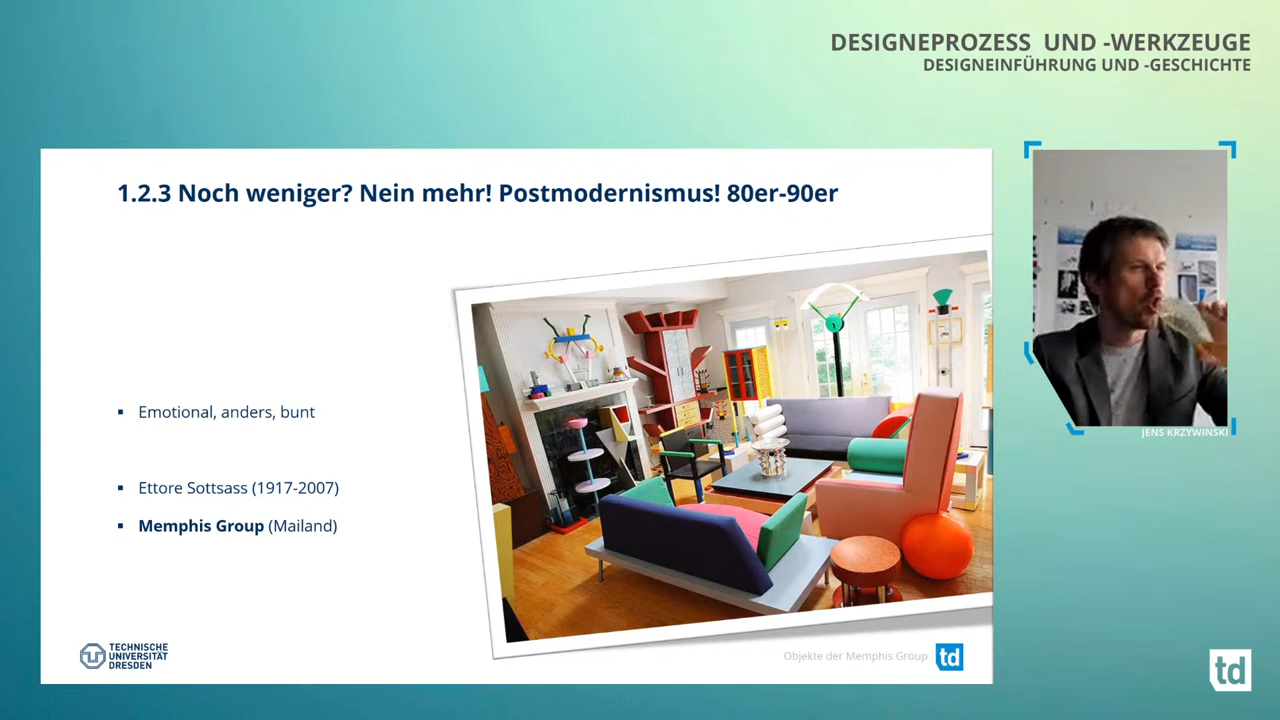 DESIGNEPROZESS UND -WERKZEUGE
DESIGNEINFÜHRUNG UND -GESCHICHTE
1.2.3 Noch weniger? Nein mehr! Postmodernismus! 80er-90er
Emotional, anders, bunt
Ettore Sottsass (1917-2007)
Memphis Group (Mailand)
JENS KRZYWINSKI
TECHNISCHE
UNIVERSITÄT
DRESDEN
Objekte der Memphis Group
td
td